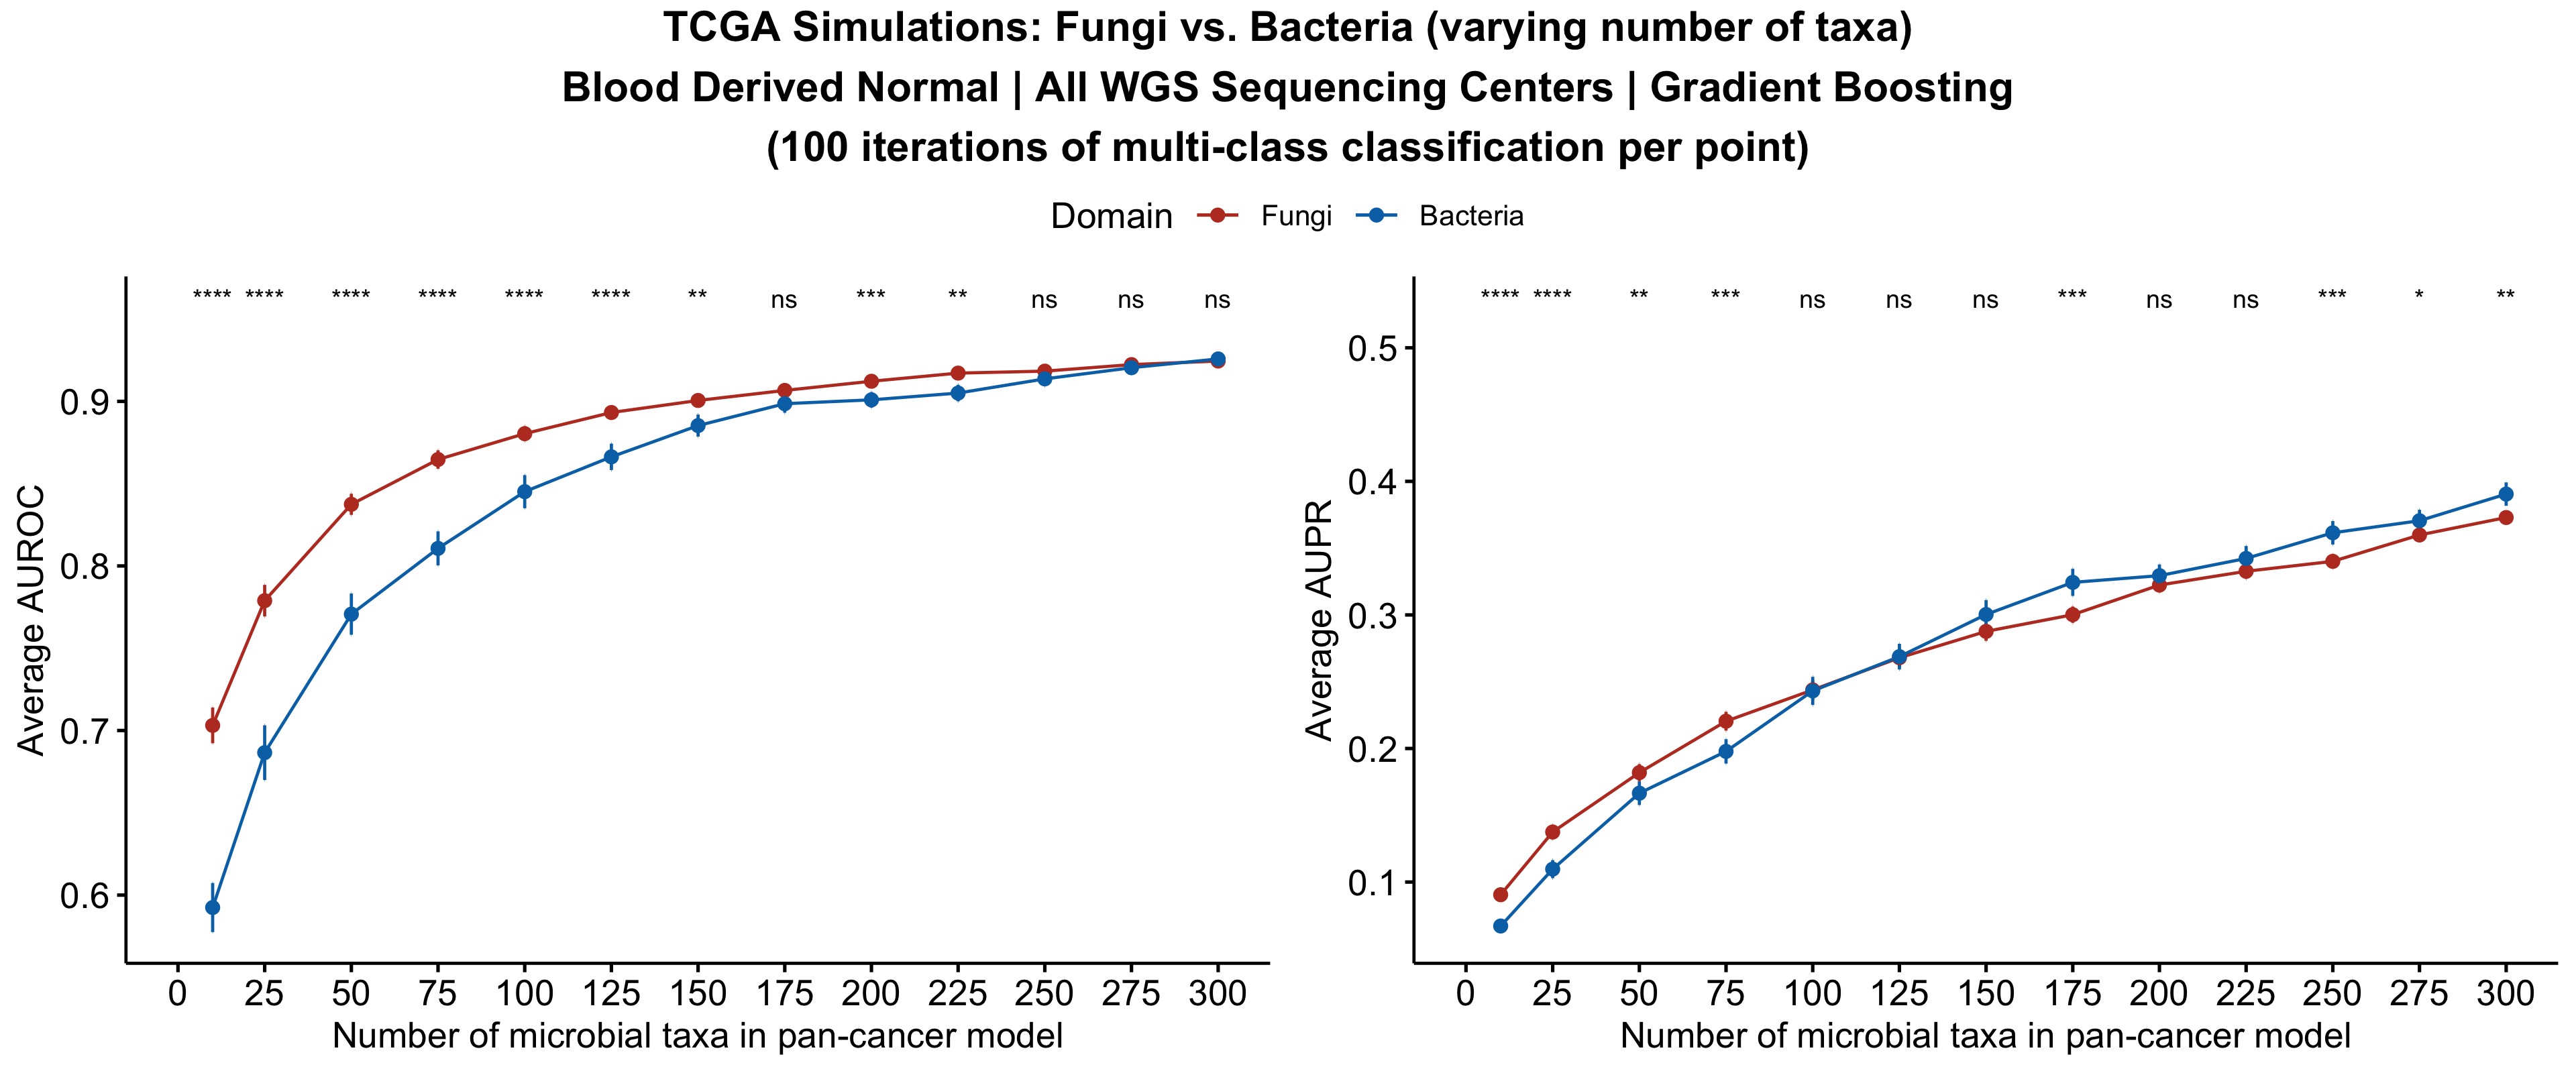 TCGA Simulations: Fungi vs. Bacteria (varying number of taxa)
Blood Derived Normal | All WGS Sequencing Centers | Gradient Boosting
(100 iterations of multi-class classification per point)
Domain Fungi Bacteria
**** **** **** **** **** **** ** ns *** ** ns ns ns
0.9
0.8
0.7
0.6
Average AUROC
0 25 50 75 100 125 150 175 200 225 250 275 300
Number of microbial taxa in pan-cancer model
**** **** ** *** ns ns ns *** ns ns *** * **
0.5
0.4
0.3
0.2
0.1
Average AUPR
0 25 50 75 100 125 150 175 200 225 250 275 300
Number of microbial taxa in pan-cancer model